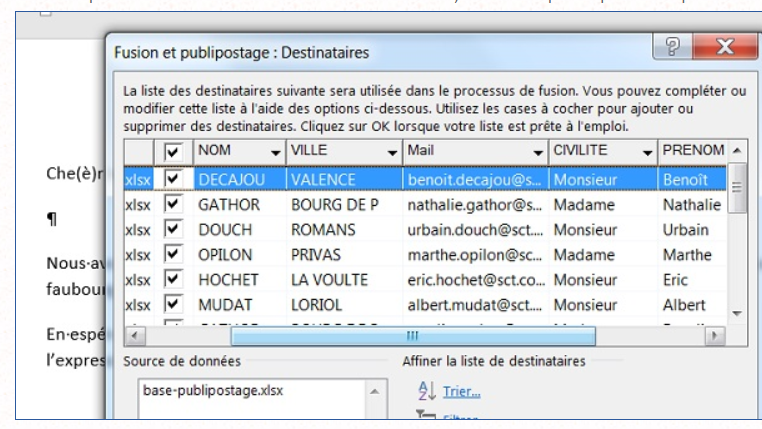 Fusion et publipostage : Destinataires
La liste des destinataires suivante sera utilisée dans le processus de fusion. Vous pouvez compléter ou
modifier cette liste à l'aide des options ci-dessous. Utilisez les cases à cocher pour ajouter ou
supprimer des destinataires. Cliquez sur OK lorsque votre liste est prête à l'emploi.
NOM VILLE Mail CIVILITE PRENOM
xlsx DECAJOU VALENCE benoit.decajou@s... Monsieur Benoît
xlsx GATHOR BOURG DE P nathalie.gathor@s... Madame Nathalie
xlsx DOUCH ROMANS urbain.douch@sct.... Monsieur Urbain
xlsx OPILON PRIVAS marthe.opilon@sc... Madame Marthe
xlsx HOCHET LA VOULTE eric.hochet@sct.co... Monsieur Eric
xlsx MUDAT LORIOL albert.mudat@sct.... Monsieur Albert
Source de données Affiner la liste de destinataires
base-publipostage.xlsx
Trier...
Che(è)r
¶
Nous·av
faubour
En·espé
l'expres